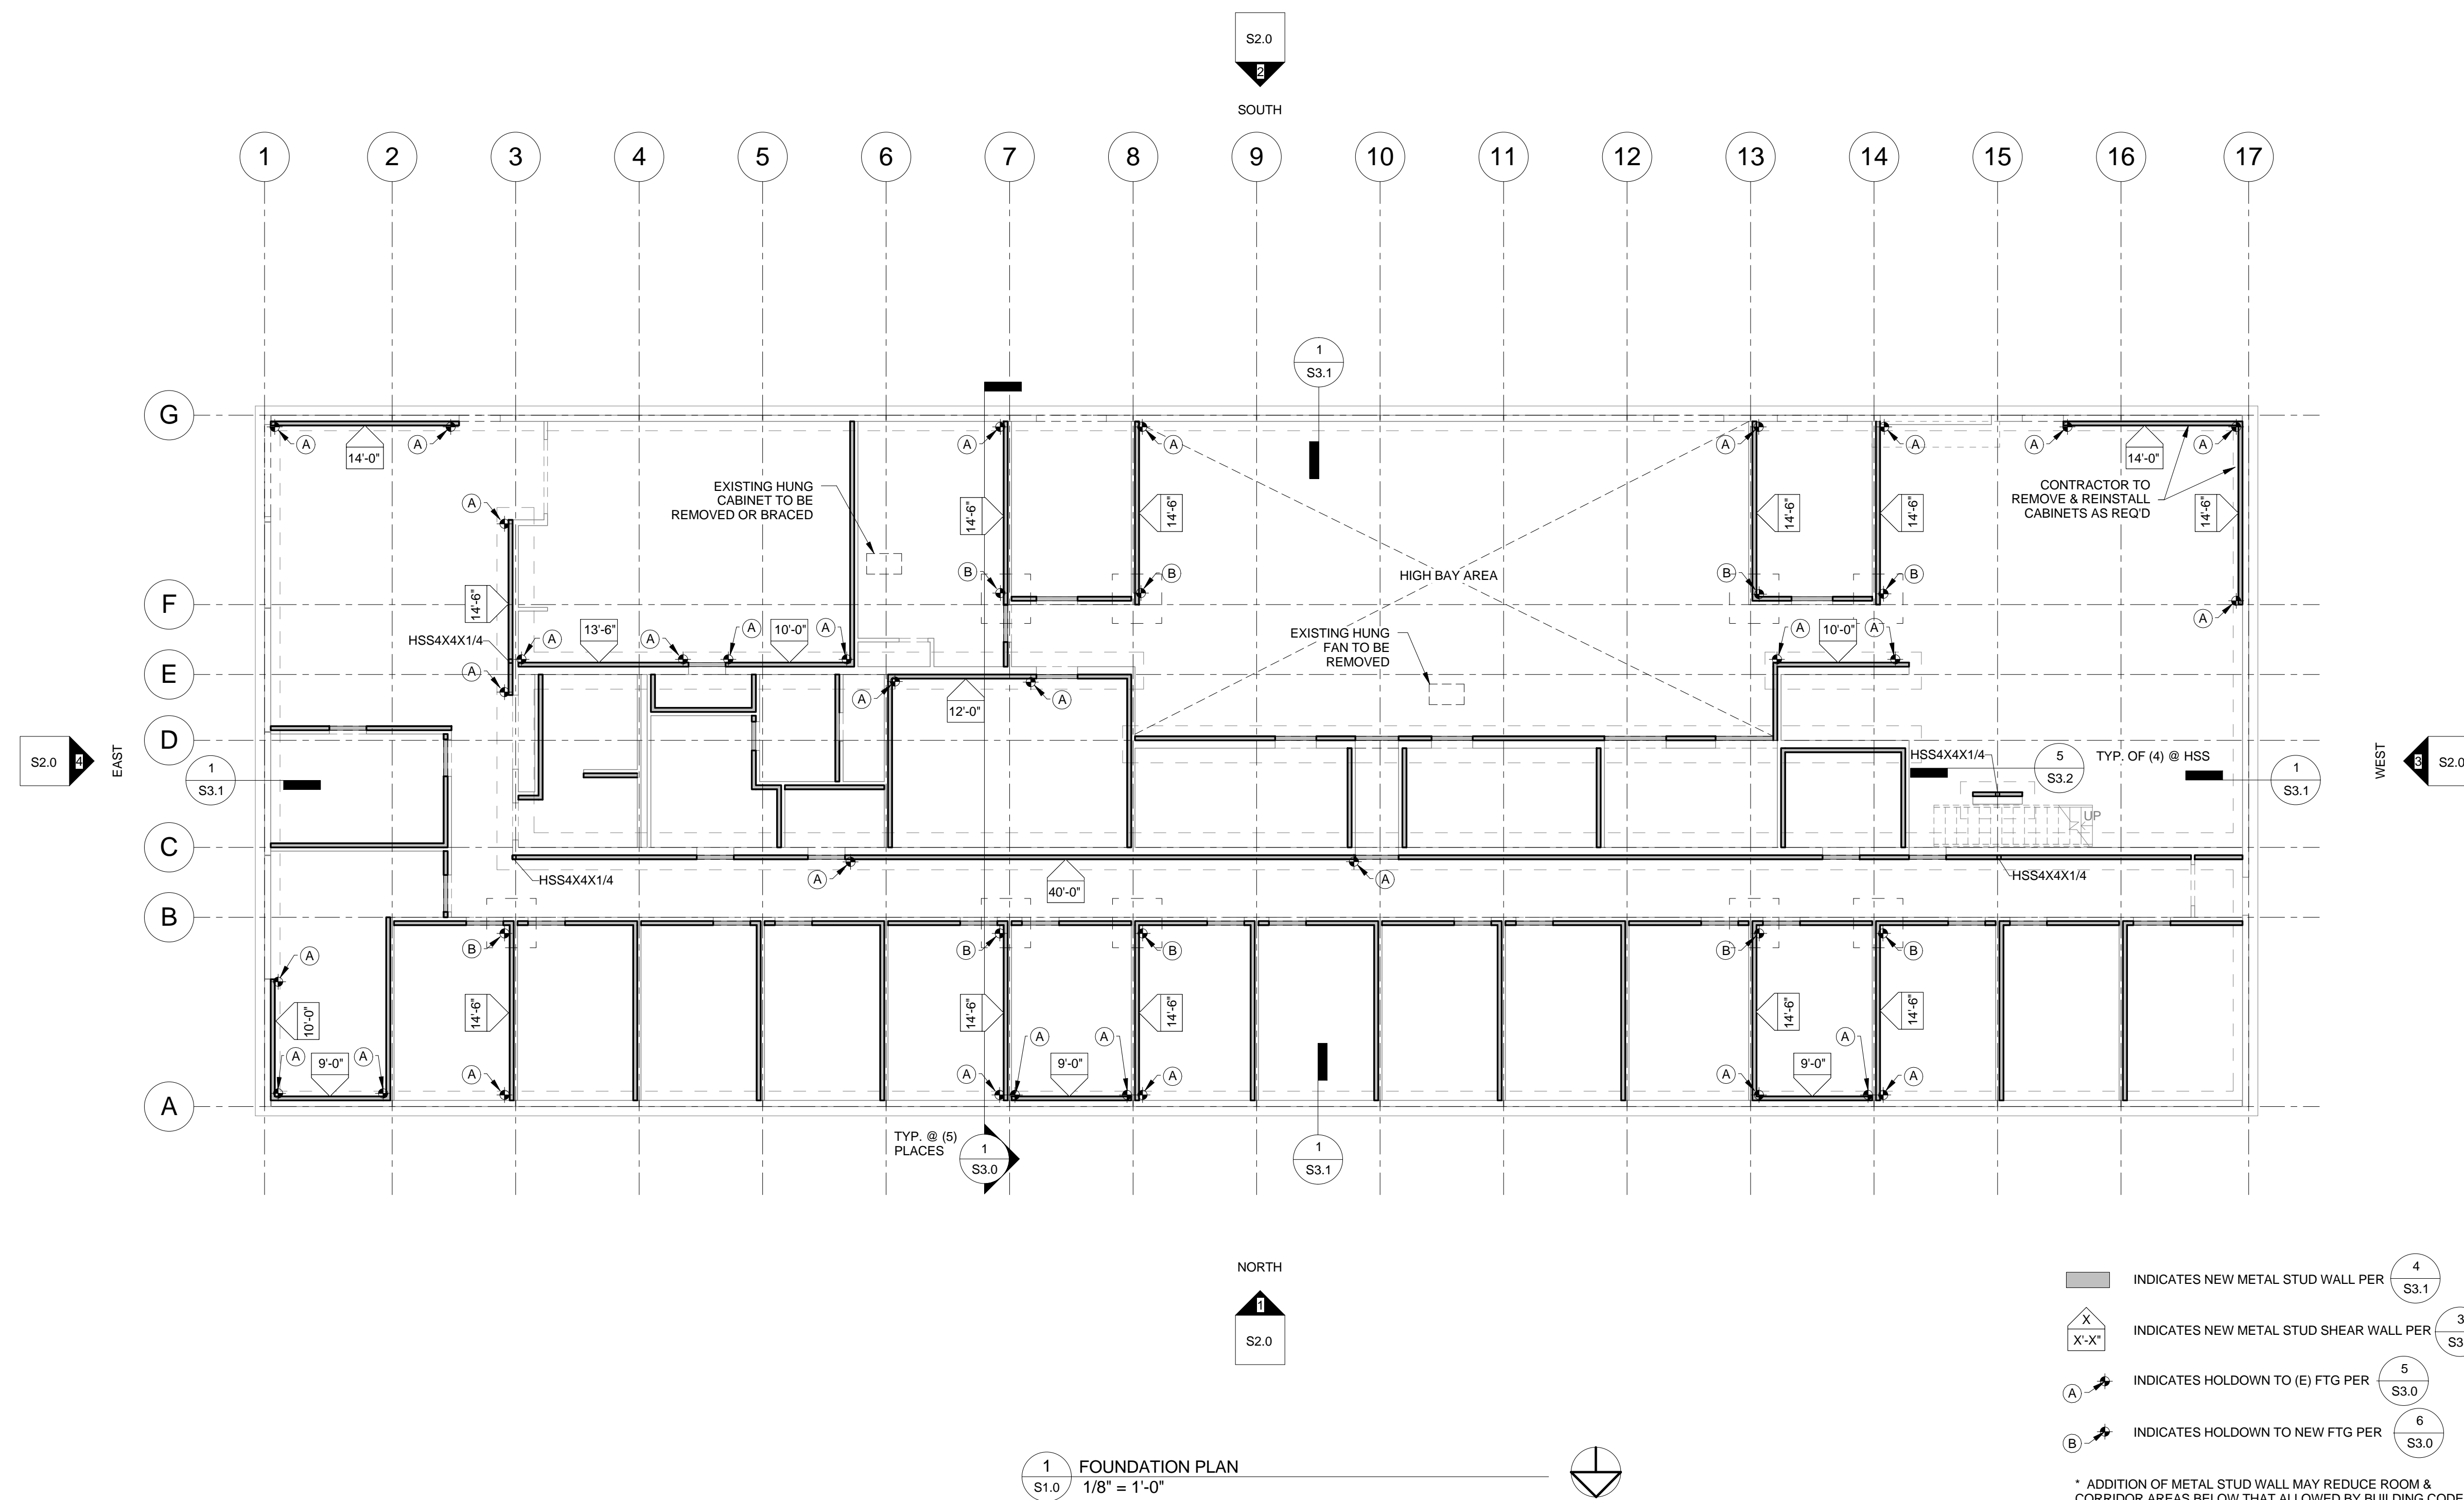 S2.0
2
SOUTH
1 2 3 4 5 6 7 8 9 10 11 12 13 14 15 16 17
1
S3.1
G
A A A A A A A A
14'-0" 14'-0"
EXISTING HUNG
CABINET TO BE
REMOVED OR BRACED
CONTRACTOR TO
REMOVE & REINSTALL
CABINETS AS REQ'D
A
14'-6" 14'-6" 14'-6" 14'-6" 14'-6"
B B B B
HIGH BAY AREA
F
14'-6"
A
HSS4X4X1/4
A 13'-6" A A 10'-0" A
EXISTING HUNG
FAN TO BE
REMOVED
A 10'-0" A
E
A
A 12'-0" A
D
S2.0
4
EAST
1
S3.1
HSS4X4X1/4
5
S3.2
TYP. OF (4) @ HSS
1
S3.1
WEST
3
S2.0
UP
C
HSS4X4X1/4
A
40'-0"
A
HSS4X4X1/4
B
B B B B B
A
10'-0"
14'-6" 14'-6" 14'-6" 14'-6" 14'-6"
A 9'-0" A
A 9'-0" A
9'-0" A
A A A A A
A
TYP. @ (5)
PLACES
1
S3.0
1
S3.1
NORTH
1
S2.0
INDICATES NEW METAL STUD WALL PER
4
S3.1
X
X'-X"
INDICATES NEW METAL STUD SHEAR WALL PER
3
A
INDICATES HOLDOWN TO (E) FTG PER
5
S3.0
B
INDICATES HOLDOWN TO NEW FTG PER
6
S3.0
* ADDITION OF METAL STUD WALL MAY REDUCE ROOM &
CORRIDOR AREAS BELOW THAT ALLOWED BY BUILDING CODE
1
S1.0
FOUNDATION PLAN
1/8" = 1'-0"